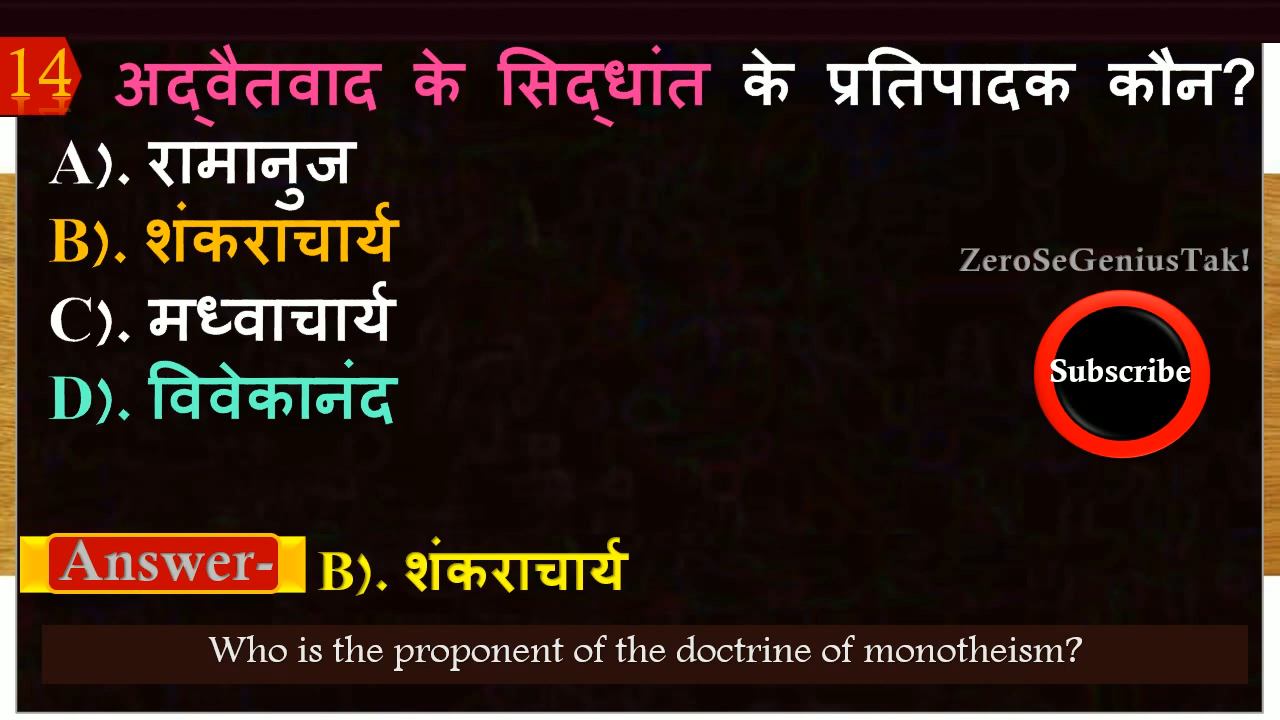 14
अद्वैतवाद के सिद्धांत के प्रतिपादक कौन?
A). रामानुज
B). शंकराचार्य
C). मध्वाचार्य
D). विवेकानंद
ZeroSeGeniusTak!
Subscribe
Answer- B). शंकराचार्य
Who is the proponent of the doctrine of monotheism?